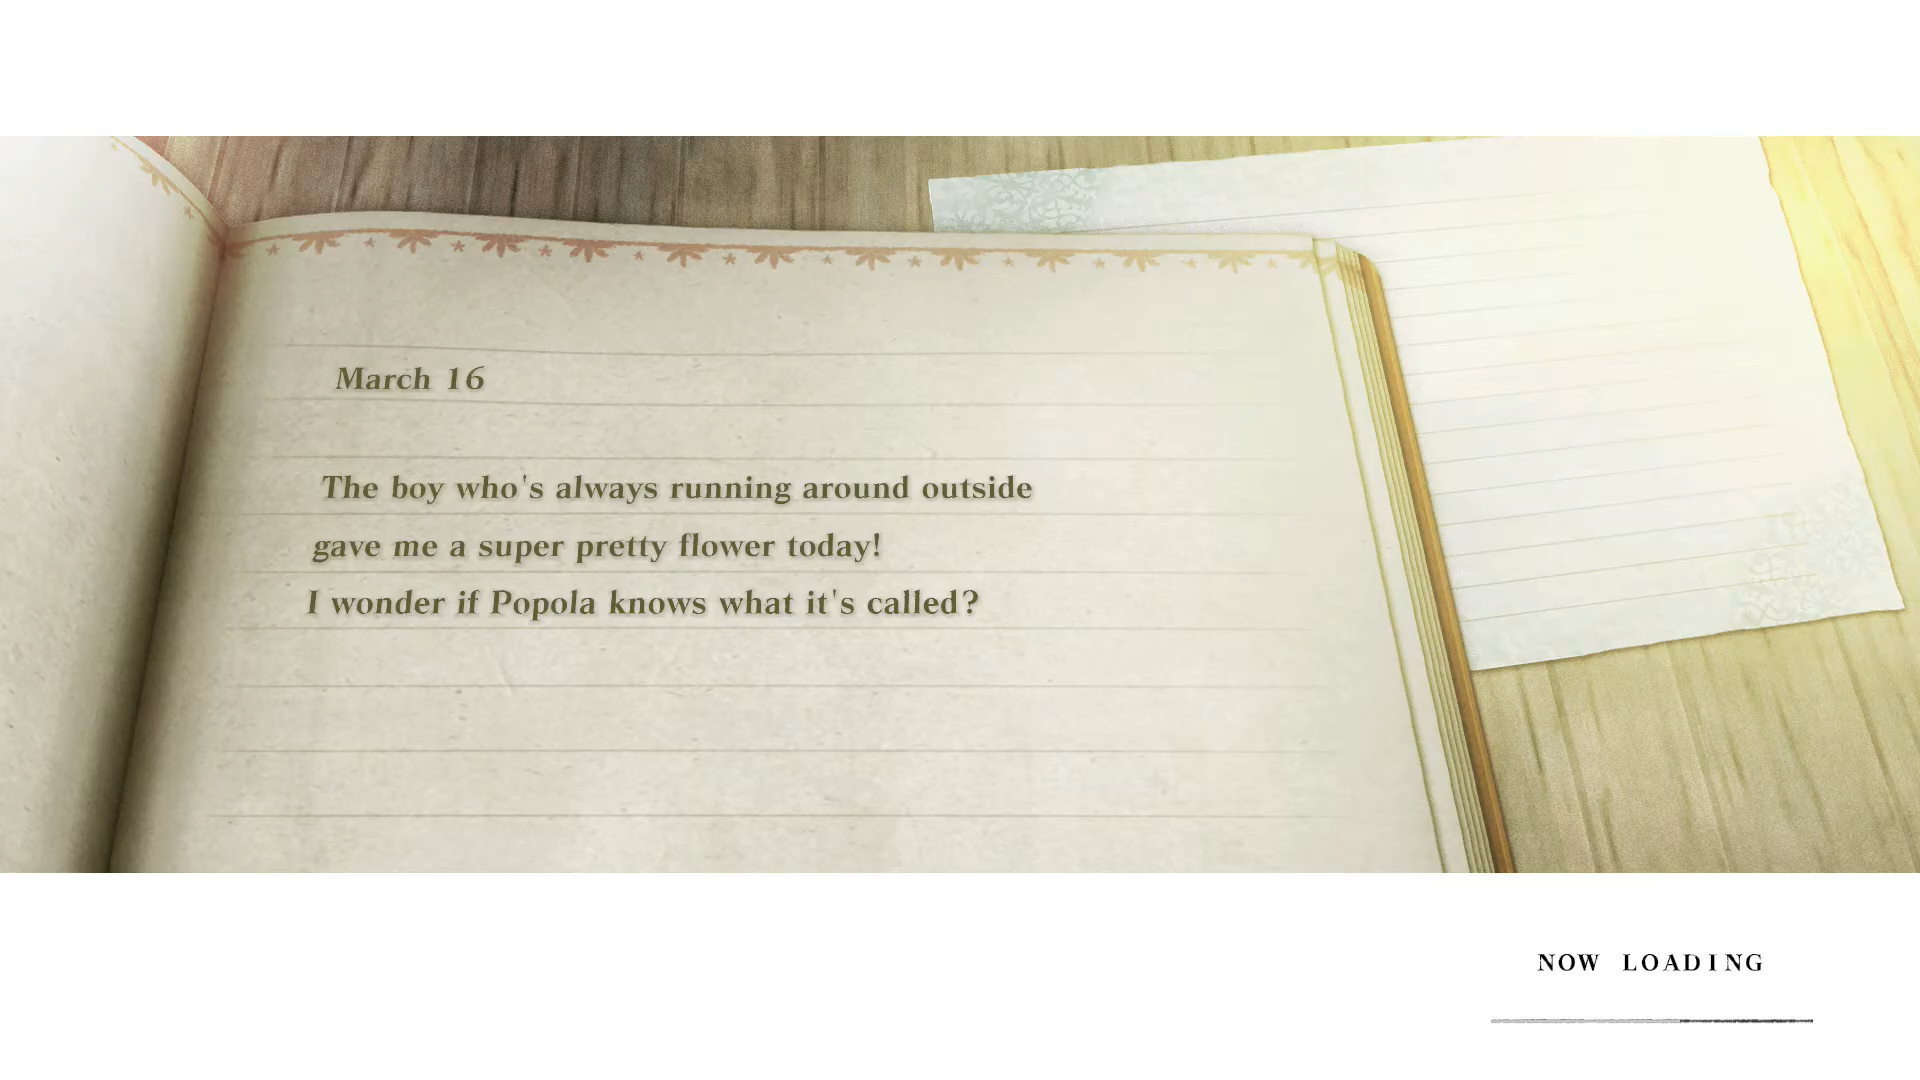 March 16
The boy who's always running around outside
gave me a super pretty flower today!
I wonder if Popola knows what it's called?
NOW LOADING